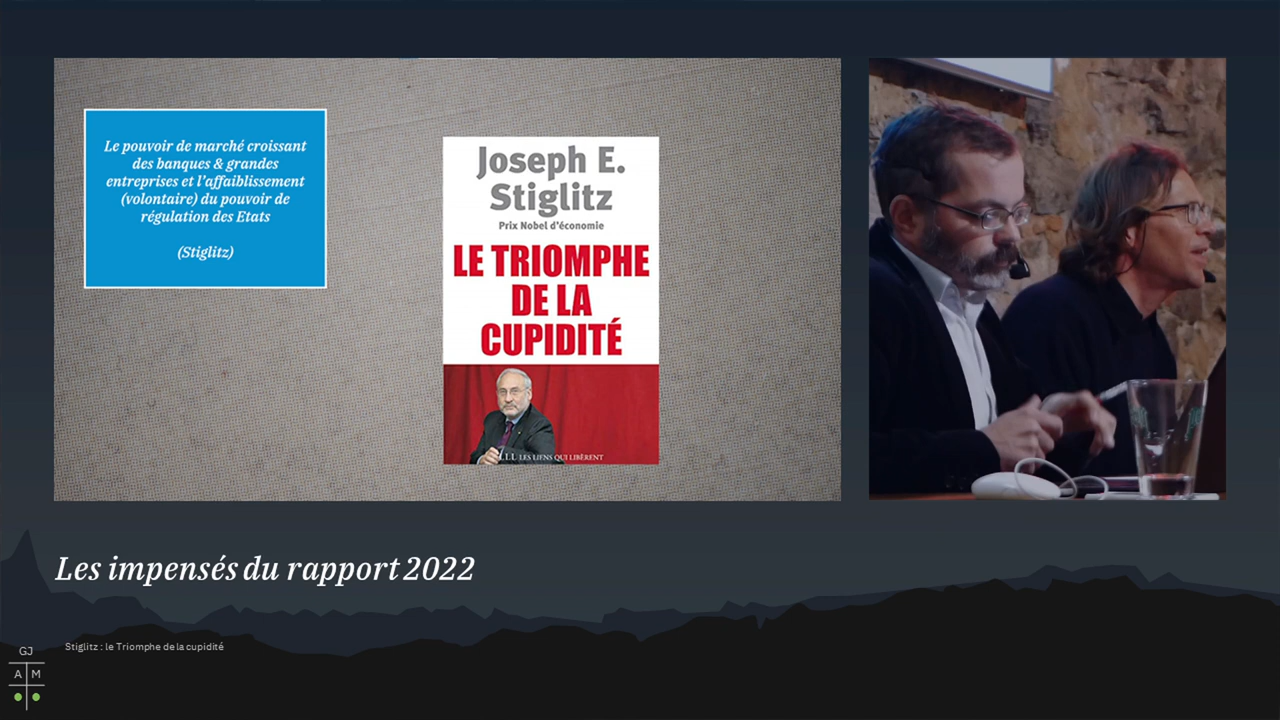 Le pouvoir de marché croissant
des banques & grandes
entreprises et l'affaiblissement
(volontaire) du pouvoir de
régulation des Etats
(Stiglitz)
Joseph E.
Stiglitz
Prix Nobel d'économie
LE TRIOMPHE
DE LA
CUPIDITÉ
LLL LES LIENS QUI LIBÈRENT
Les impensés du rapport 2022
Stiglitz : le Triomphe de la cupidité
GJ
A M